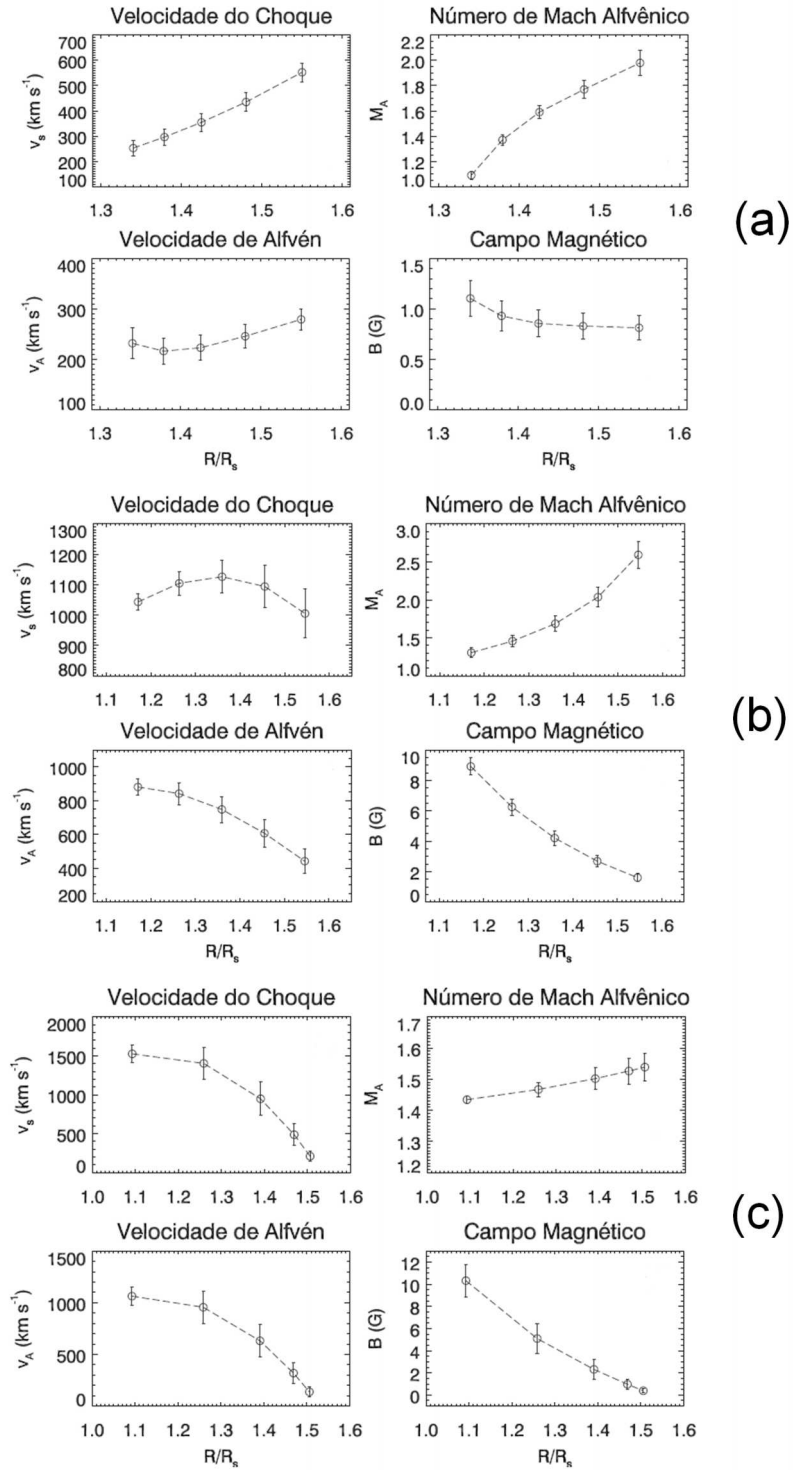 Velocidade do Choque
v_s (km s^-1)
700
600
500
400
300
200
100
1.3 1.4 1.5 1.6
Número de Mach Alfvênico
M_A
2.2
2.0
1.8
1.6
1.4
1.2
1.0
1.3 1.4 1.5 1.6
(a)
Velocidade de Alfvén
v_A (km s^-1)
400
300
200
100
1.3 1.4 1.5 1.6
R/R_s
Campo Magnético
B (G)
1.5
1.0
0.5
0.0
1.3 1.4 1.5 1.6
R/R_s
Velocidade do Choque
v_s (km s^-1)
1300
1200
1100
1000
900
800
1.1 1.2 1.3 1.4 1.5 1.6
Número de Mach Alfvênico
M_A
3.0
2.5
2.0
1.5
1.0
1.1 1.2 1.3 1.4 1.5 1.6
(b)
Velocidade de Alfvén
v_A (km s^-1)
1000
800
600
400
200
1.1 1.2 1.3 1.4 1.5 1.6
R/R_s
Campo Magnético
B (G)
10
8
6
4
2
0
1.1 1.2 1.3 1.4 1.5 1.6
R/R_s
Velocidade do Choque
v_s (km s^-1)
2000
1500
1000
500
0
1.0 1.1 1.2 1.3 1.4 1.5 1.6
Número de Mach Alfvênico
M_A
1.7
1.6
1.5
1.4
1.3
1.2
1.0 1.1 1.2 1.3 1.4 1.5 1.6
(c)
Velocidade de Alfvén
v_A (km s^-1)
1500
1000
500
0
1.0 1.1 1.2 1.3 1.4 1.5 1.6
R/R_s
Campo Magnético
B (G)
12
10
8
6
4
2
0
1.0 1.1 1.2 1.3 1.4 1.5 1.6
R/R_s